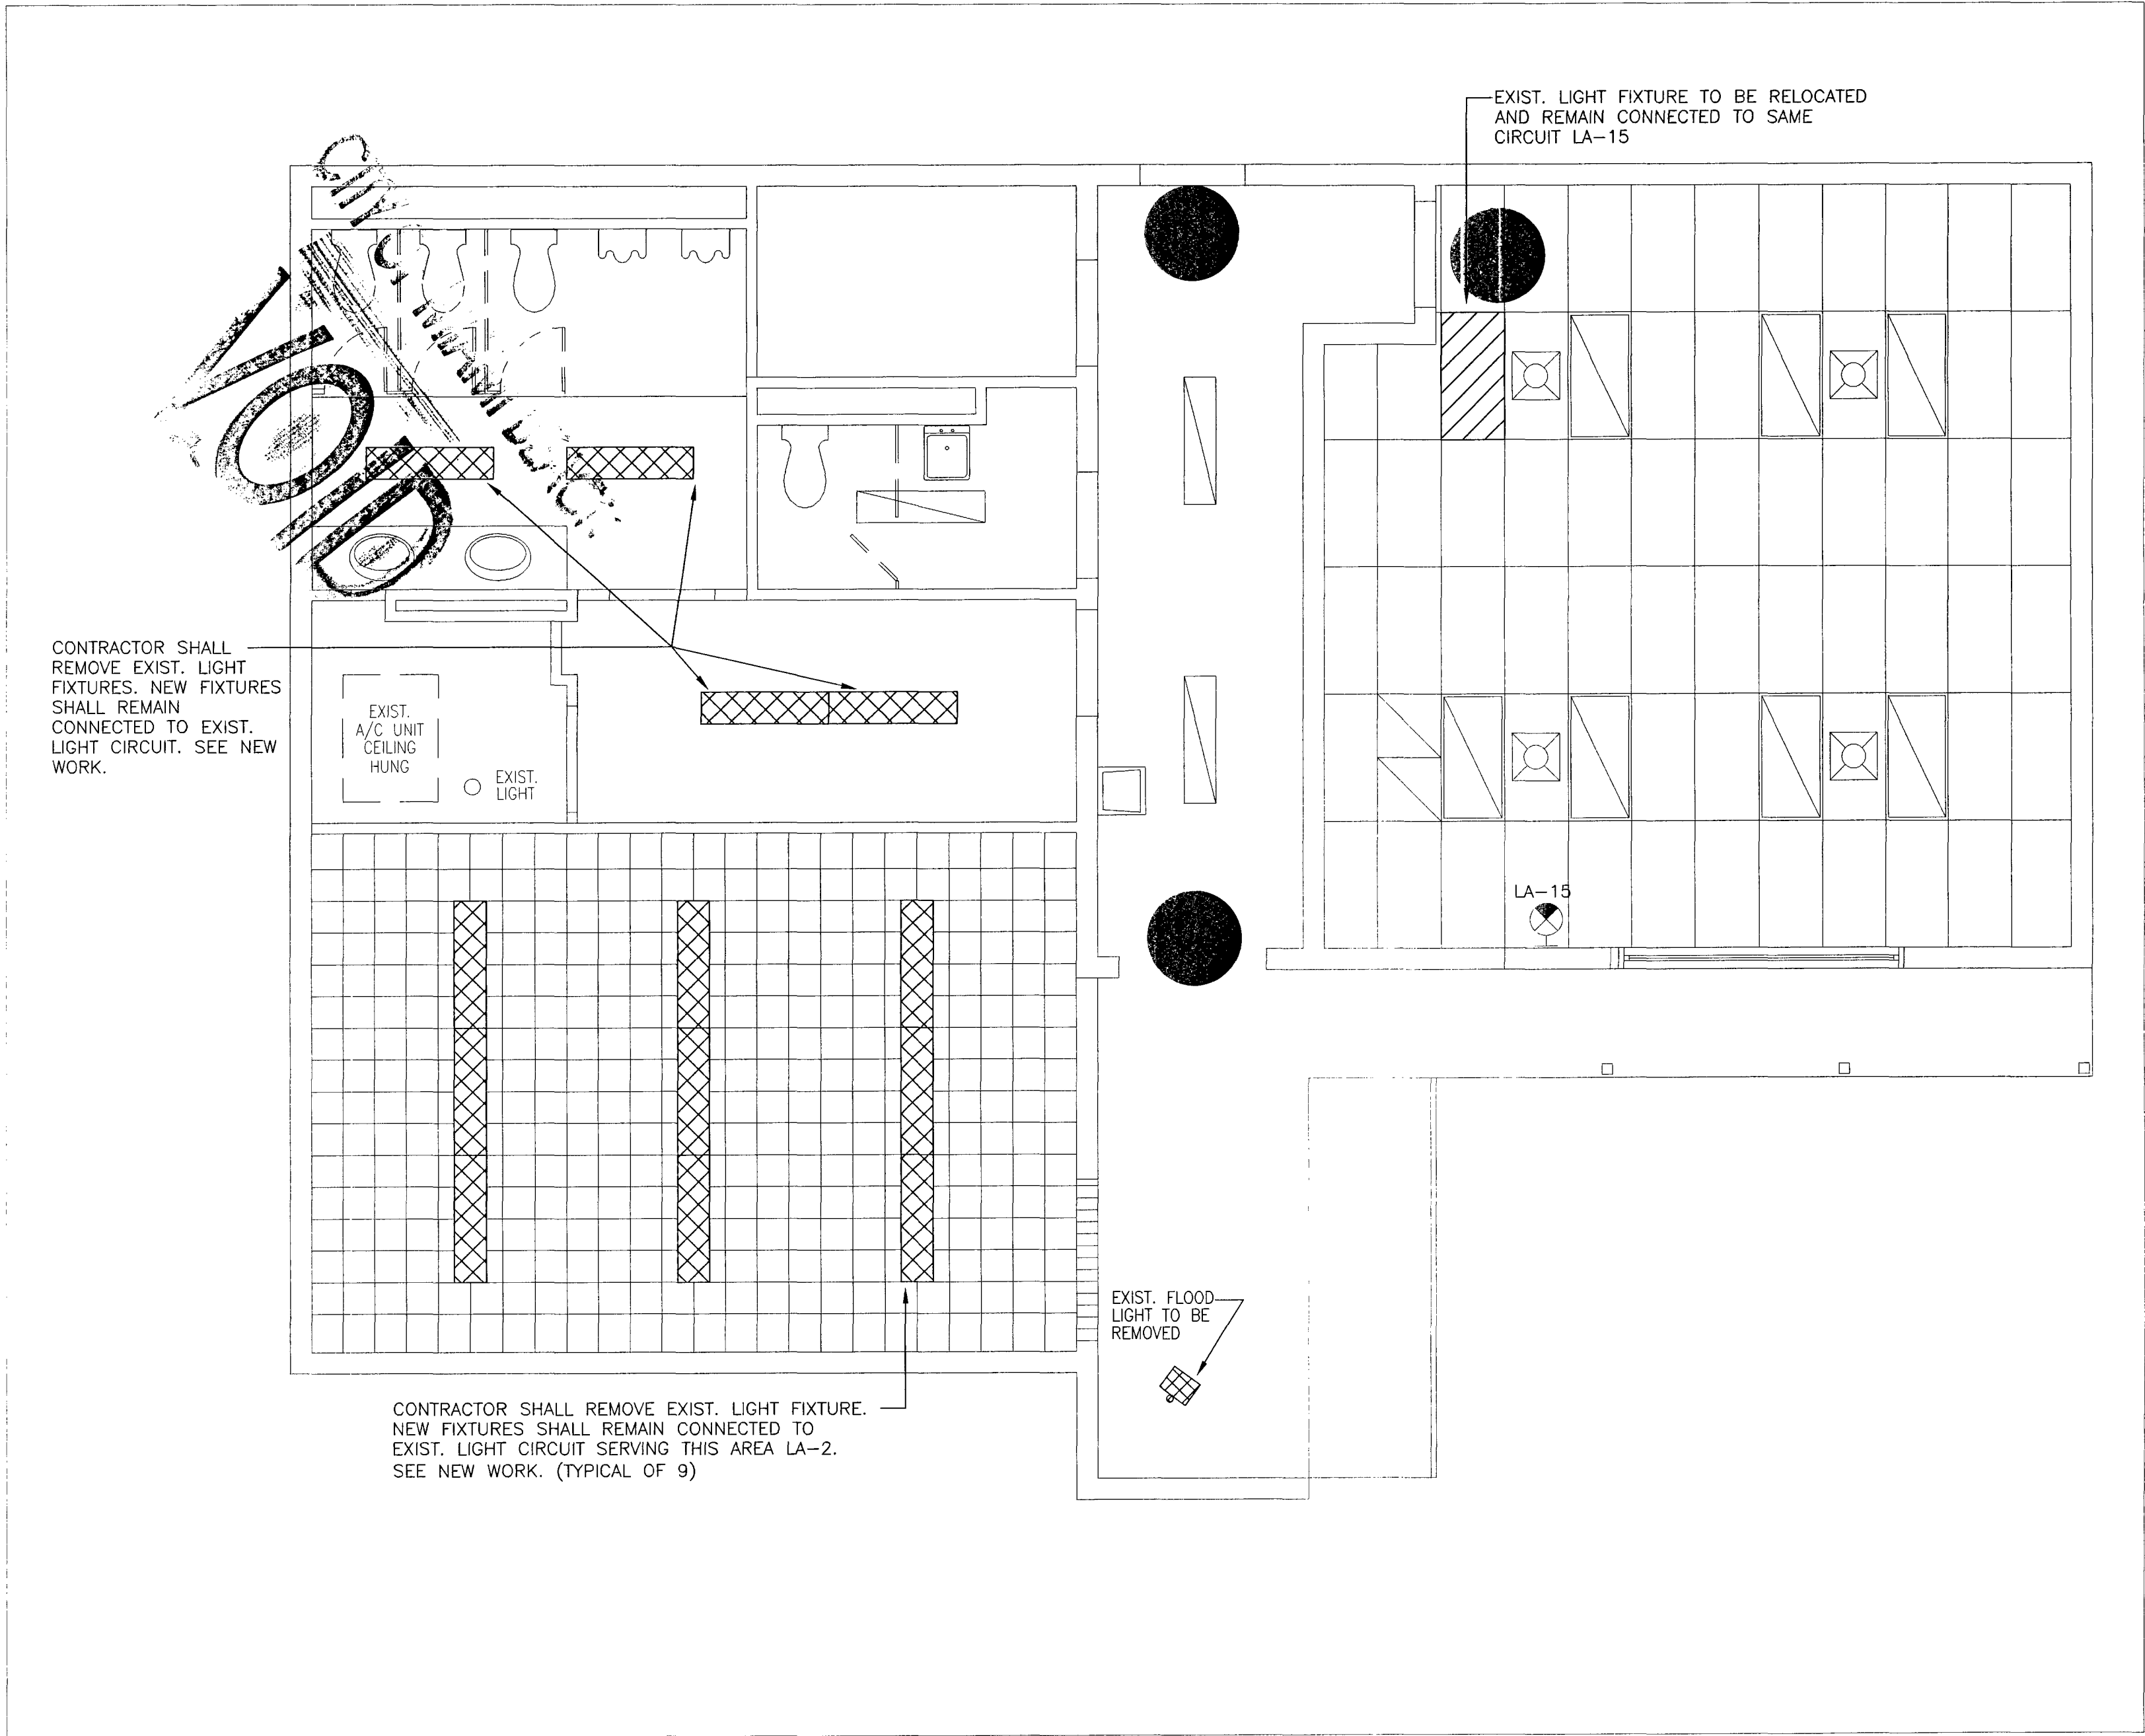 EXIST. LIGHT FIXTURE TO BE RELOCATED
AND REMAIN CONNECTED TO SAME
CIRCUIT LA-15
CITY
VOID
CONTRACTOR SHALL
REMOVE EXIST. LIGHT
FIXTURES. NEW FIXTURES
SHALL REMAIN
CONNECTED TO EXIST.
LIGHT CIRCUIT. SEE NEW
WORK.
EXIST.
A/C UNIT
CEILING
HUNG
EXIST.
LIGHT
LA-15
EXIST. FLOOD
LIGHT TO BE
REMOVED
CONTRACTOR SHALL REMOVE EXIST. LIGHT FIXTURE.
NEW FIXTURES SHALL REMAIN CONNECTED TO
EXIST. LIGHT CIRCUIT SERVING THIS AREA LA-2.
SEE NEW WORK. (TYPICAL OF 9)